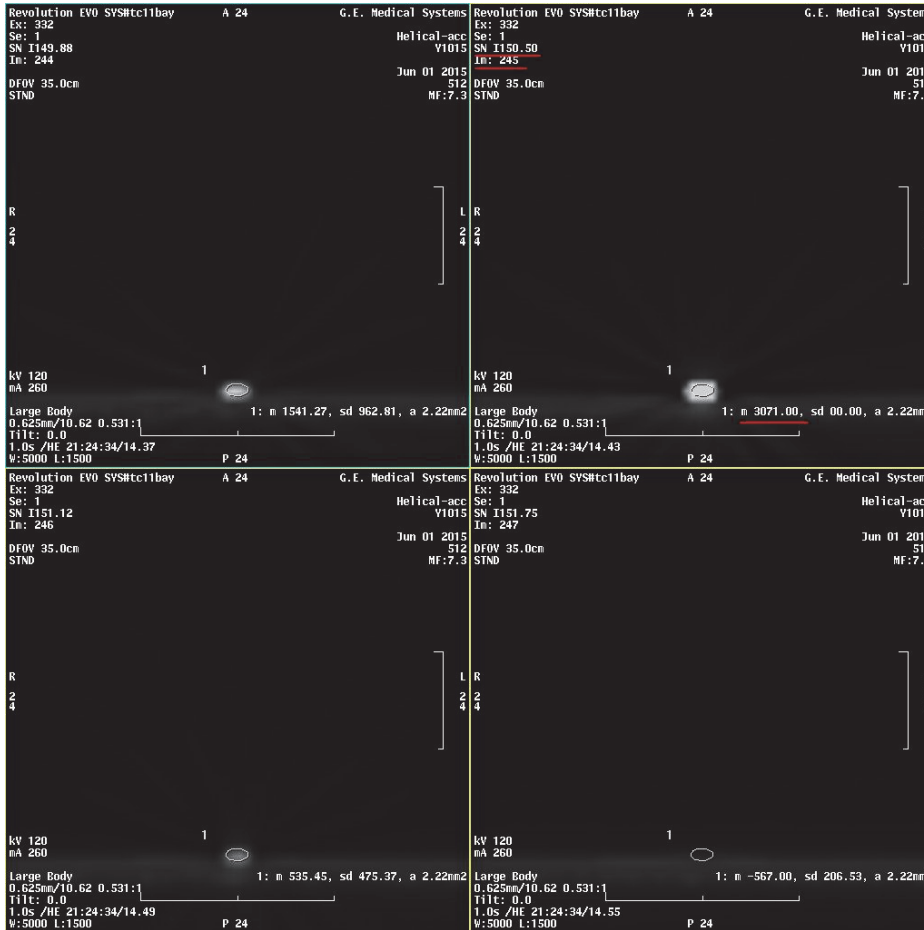 Revolution EVO SYS#tc11bay A 24 G.E. Medical Systems
Ex: 332
Se: 1 Helical-acc
SN I149.88 Y1015
Im: 244
Jun 01 2015
DFOV 35.0cm 512
STND MF:7.3
R L
2 2
4 4
1
kV 120
mA 260
Large Body 1: m 1541.27, sd 962.81, a 2.22mm2
0.625mm/10.62 0.531:1
Tilt: 0.0
1.0s /HE 21:24:34/14.37
W:5000 L:1500 P 24
Revolution EVO SYS#tc11bay A 24 G.E. Medical System
Ex: 332
Se: 1 Helical-ac
SN I150.50 Y101
Im: 245
Jun 01 201
DFOV 35.0cm 51
STND MF:7.
R
2
4
1
kV 120
mA 260
Large Body 1: m 3071.00, sd 00.00, a 2.22m
0.625mm/10.62 0.531:1
Tilt: 0.0
1.0s /HE 21:24:34/14.43
W:5000 L:1500 P 24
Revolution EVO SYS#tc11bay A 24 G.E. Medical Systems
Ex: 332
Se: 1 Helical-acc
SN I151.12 Y1015
Im: 246
Jun 01 2015
DFOV 35.0cm 512
STND MF:7.3
R L
2 2
4 4
1
kV 120
mA 260
Large Body 1: m 535.45, sd 475.37, a 2.22mm2
0.625mm/10.62 0.531:1
Tilt: 0.0
1.0s /HE 21:24:34/14.49
W:5000 L:1500 P 24
Revolution EVO SYS#tc11bay A 24 G.E. Medical System
Ex: 332
Se: 1 Helical-ac
SN I151.75 Y101
Im: 247
Jun 01 201
DFOV 35.0cm 51
STND MF:7.
R
2
4
1
kV 120
mA 260
Large Body 1: m -567.00, sd 206.53, a 2.22m
0.625mm/10.62 0.531:1
Tilt: 0.0
1.0s /HE 21:24:34/14.55
W:5000 L:1500 P 24